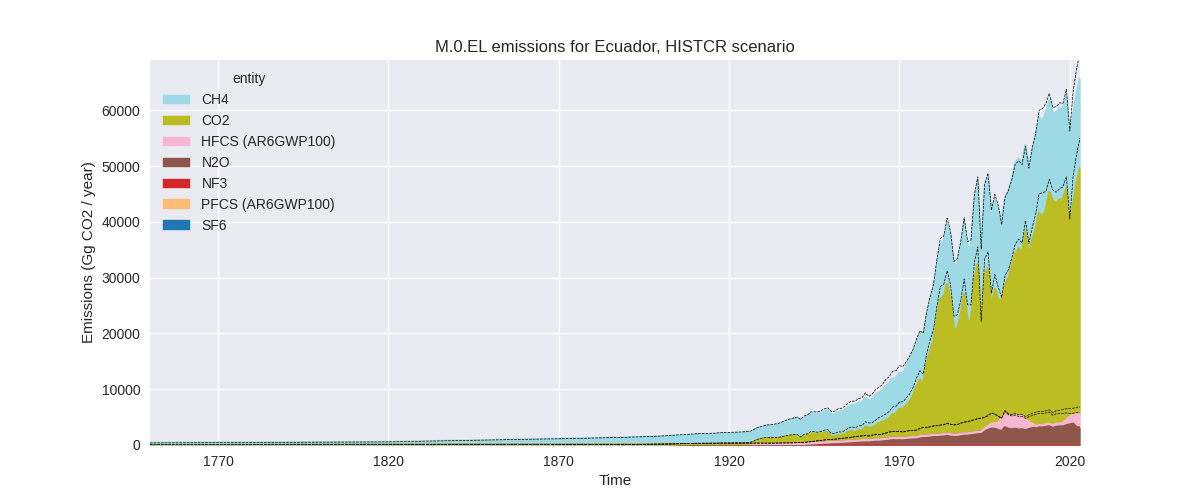 M.0.EL emissions for Ecuador, HISTCR scenario
entity
CH4
CO2
HFCS (AR6GWP100)
N2O
NF3
PFCS (AR6GWP100)
SF6
Emissions (Gg CO2 / year)
60000
50000
40000
30000
20000
10000
0
1770
1820
1870
1920
1970
2020
Time